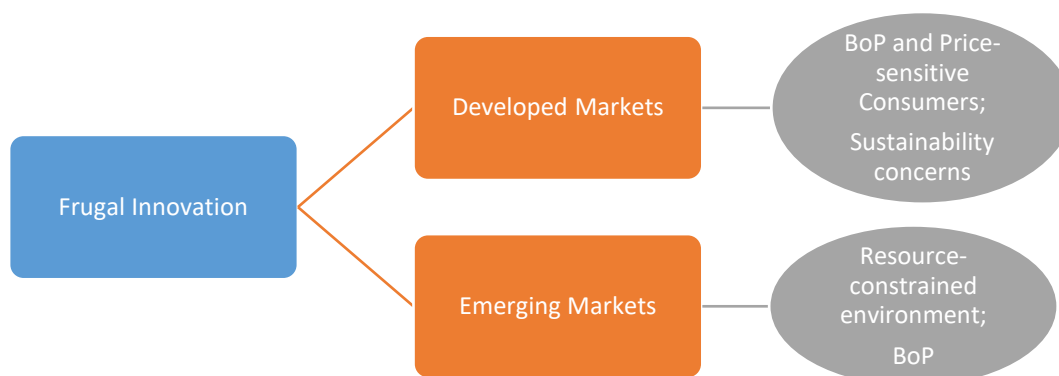 Frugal Innovation
Developed Markets
BoP and Price-
sensitive
Consumers;
Sustainability
concerns
Emerging Markets
Resource-
constrained
environment;
BoP